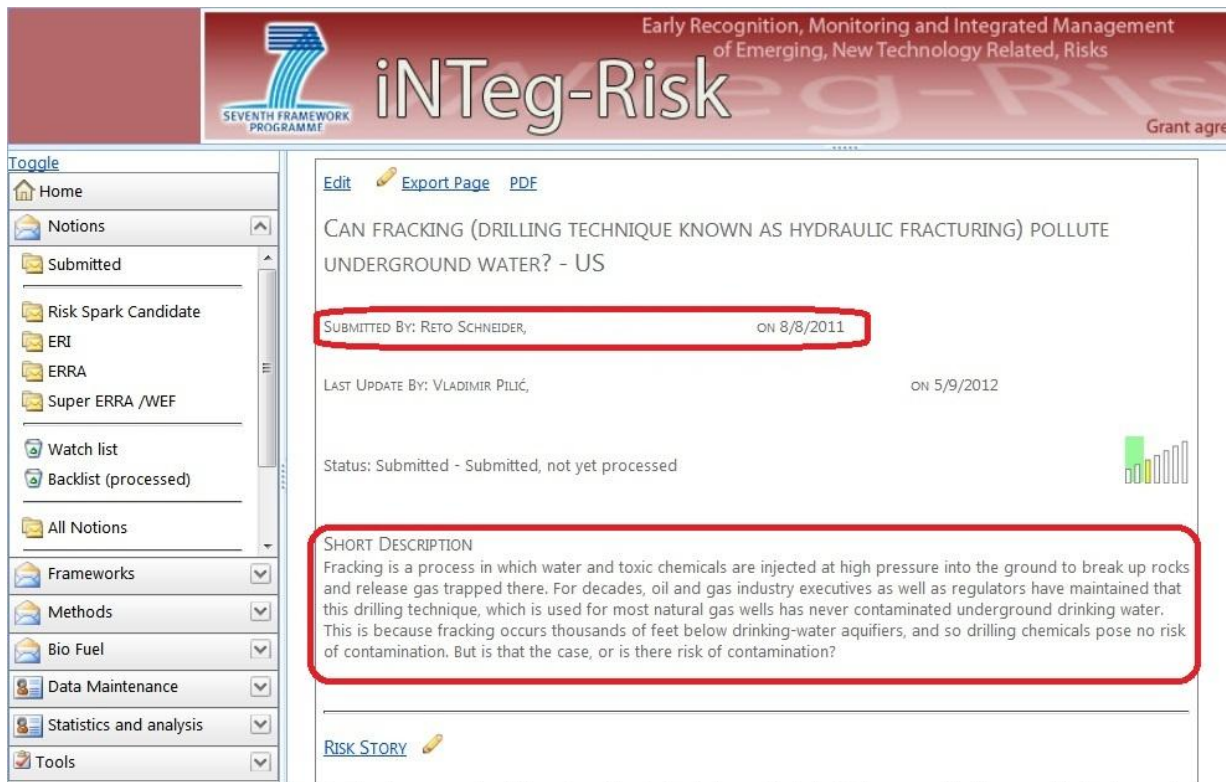 Early Recognition, Monitoring and Integrated Management
of Emerging, New Technology Related, Risks
iNTeg-Risk
SEVENTH FRAMEWORK
PROGRAMME
Grant agre
Toggle
Home
Notions
Submitted
Risk Spark Candidate
ERI
ERRA
Super ERRA /WEF
Watch list
Backlist (processed)
All Notions
Frameworks
Methods
Bio Fuel
Data Maintenance
Statistics and analysis
Tools
Edit Export Page PDF
CAN FRACKING (DRILLING TECHNIQUE KNOWN AS HYDRAULIC FRACTURING) POLLUTE
UNDERGROUND WATER? - US
SUBMITTED BY: RETO SCHNEIDER, ON 8/8/2011
LAST UPDATE BY: VLADIMIR PILIĆ, ON 5/9/2012
Status: Submitted - Submitted, not yet processed
SHORT DESCRIPTION
Fracking is a process in which water and toxic chemicals are injected at high pressure into the ground to break up rocks
and release gas trapped there. For decades, oil and gas industry executives as well as regulators have maintained that
this drilling technique, which is used for most natural gas wells has never contaminated underground drinking water.
This is because fracking occurs thousands of feet below drinking-water aquifiers, and so drilling chemicals pose no risk
of contamination. But is that the case, or is there risk of contamination?
RISK STORY